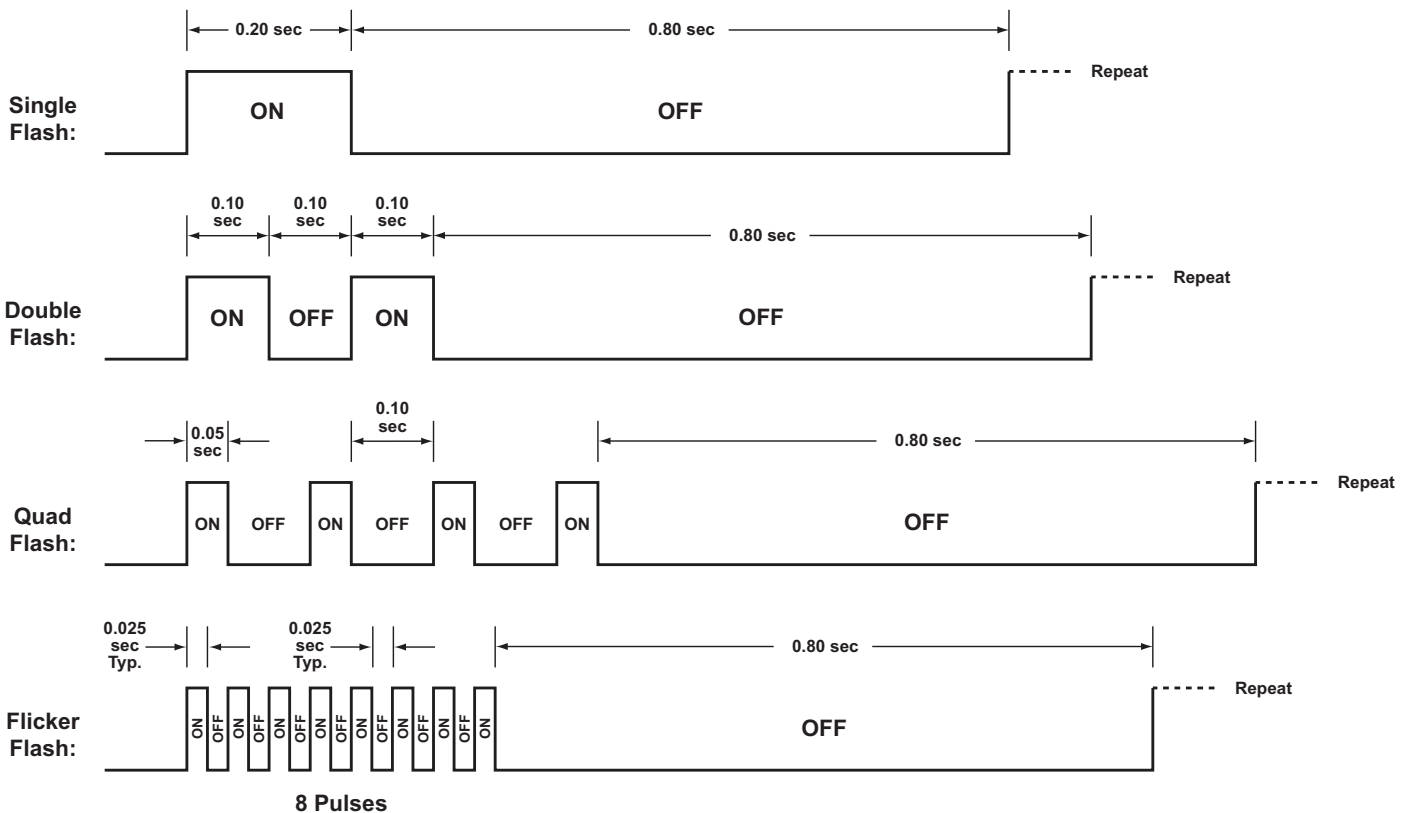 0.20 sec
0.80 sec
Repeat
Single
Flash:
ON
OFF
0.10
sec
0.10
sec
0.10
sec
0.80 sec
Repeat
Double
Flash:
ON
OFF
ON
OFF
0.05
sec
0.10
sec
0.80 sec
Repeat
Quad
Flash:
ON
OFF
ON
OFF
ON
OFF
ON
OFF
0.025
sec
Typ.
0.025
sec
Typ.
0.80 sec
Repeat
Flicker
Flash:
ON
OFF
ON
OFF
ON
OFF
ON
OFF
ON
OFF
ON
OFF
ON
OFF
ON
OFF
8 Pulses